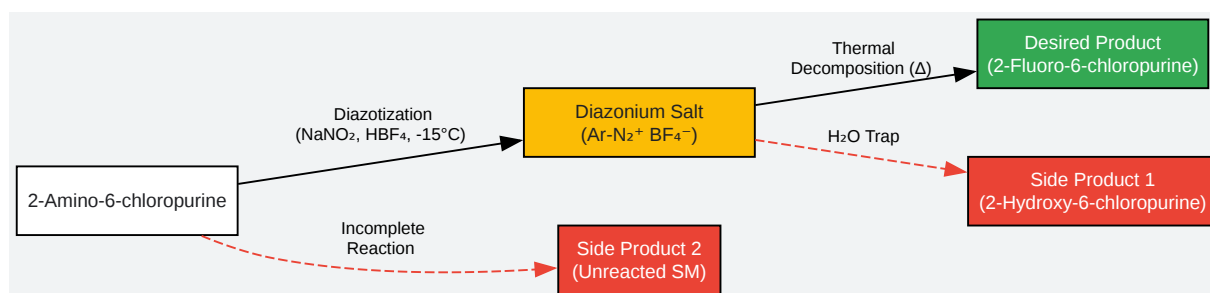 2-Amino-6-chloropurine
Diazotization
(NaNO₂, HBF₄, -15°C)
Incomplete
Reaction
Diazonium Salt
(Ar-N₂⁺ BF₄⁻)
Side Product 2
(Unreacted SM)
Thermal
Decomposition (Δ)
H₂O Trap
Desired Product
(2-Fluoro-6-chloropurine)
Side Product 1
(2-Hydroxy-6-chloropurine)